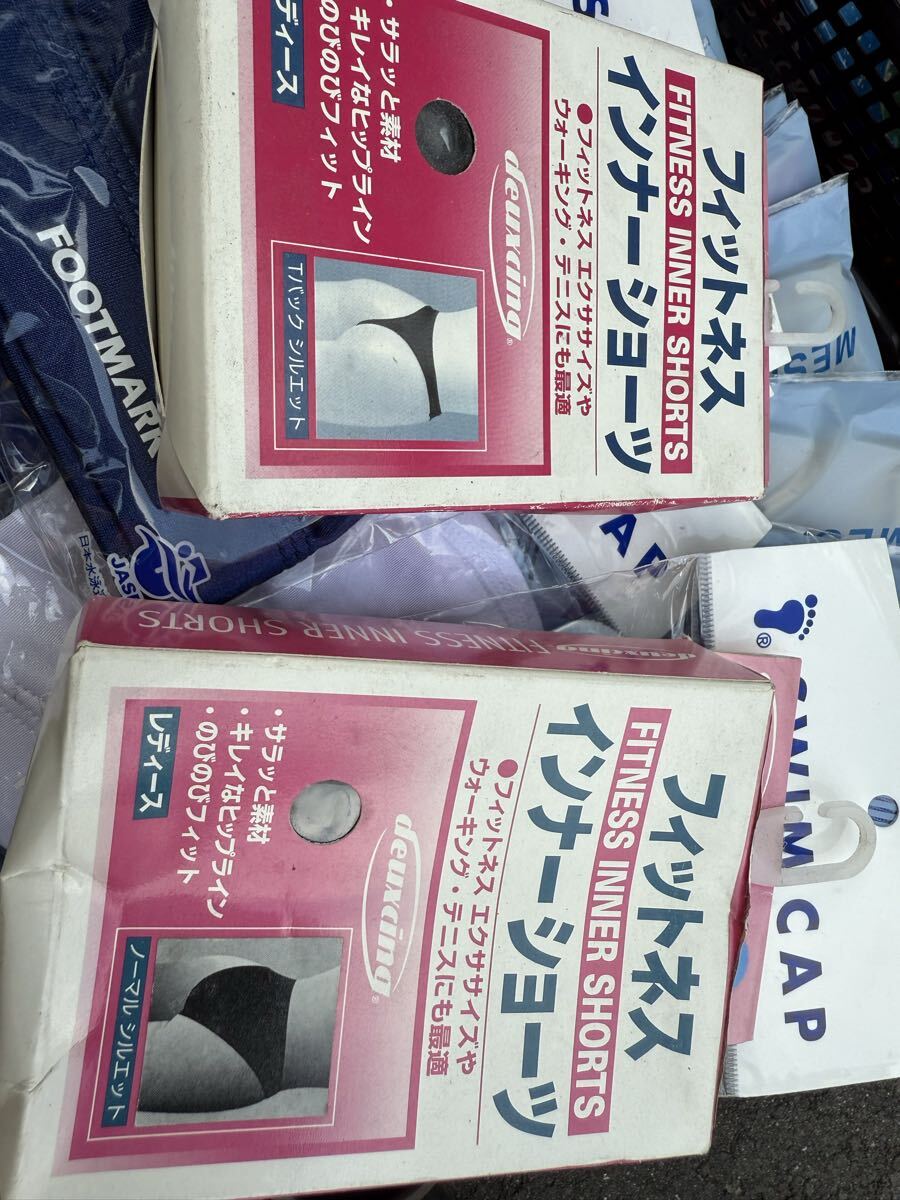 フィットネス
FITNESS INNER SHORTS
インナーショーツ
●フィットネス エクササイズや
ウォーキング・テニスにも最適
deuxing®
・サラッと素材
キレイなヒップライン
のびのびフィット
レディース
Tバック シルエット
FOOTMARK
日本水泳
JAS
MES
MES
SWIM CAP
®
deuxing FITNESS INNER SHORTS
フィットネス
FITNESS INNER SHORTS
インナーショーツ
●フィットネス エクササイズや
ウォーキング・テニスにも最適
deuxing®
・サラッと素材
・キレイなヒップライン
・のびのびフィット
レディース
ノーマルシルエット